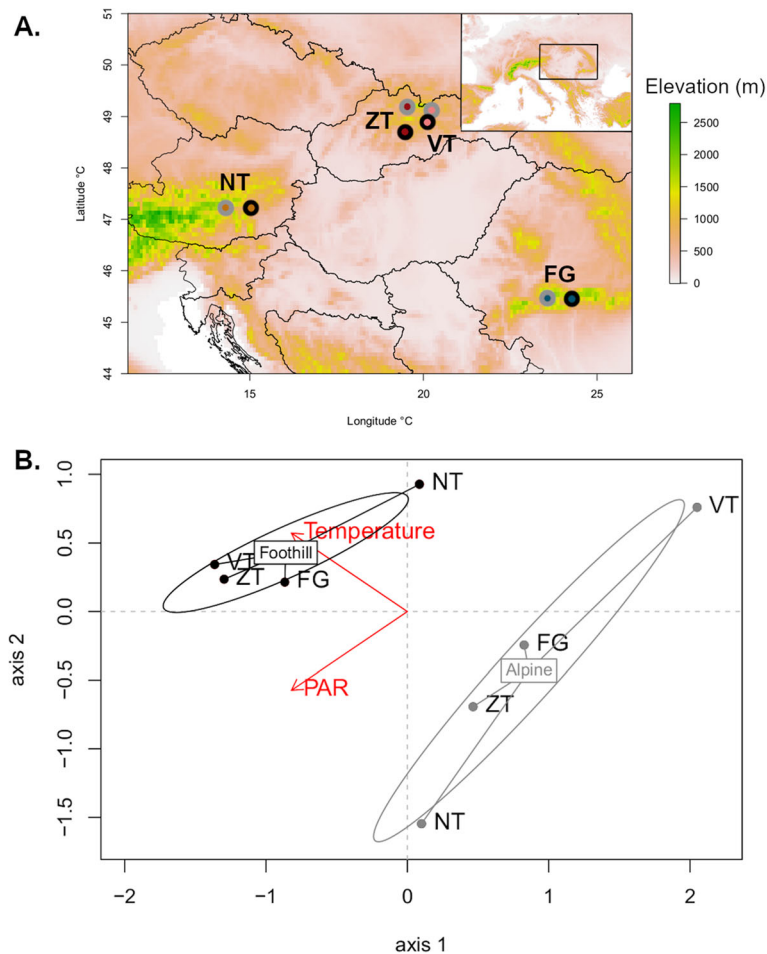 A.
51
50
49
48
47
46
45
44
Latitude °C
15
20
25
Longitude °C
ZT
VT
NT
FG
Elevation (m)
2500
2000
1500
1000
500
0
B.
1.0
0.5
0.0
−0.5
−1.0
−1.5
axis 2
NT
Temperature
Foothill
VT
ZT
FG
PAR
VT
FG
Alpine
ZT
NT
−2
−1
0
1
2
axis 1